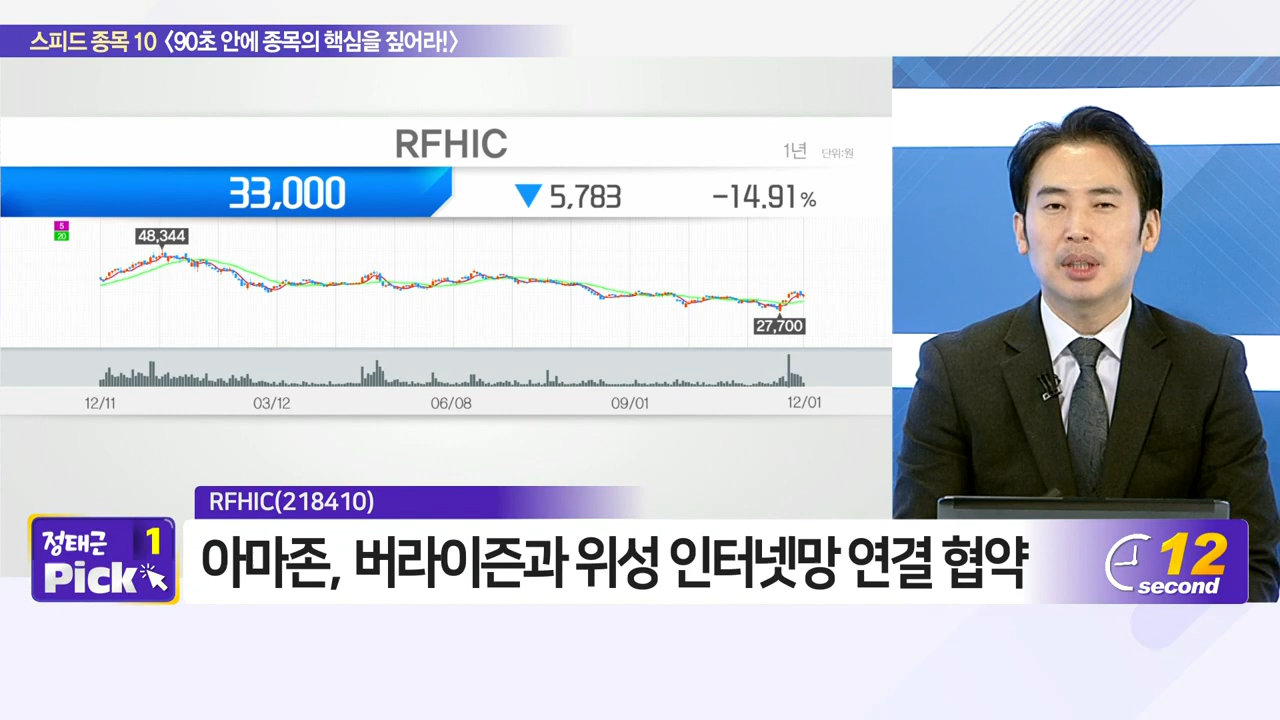 스피드 종목 10 <90초 안에 종목의 핵심을 짚어라!>
RFHIC
1년 단위:원
33,000 ▼ 5,783 -14.91%
5
20
48,344
27,700
12/11 03/12 06/08 09/01 12/01
RFHIC(218410)
정태근 1
Pick
아마존, 버라이즌과 위성 인터넷망 연결 협약
12
second